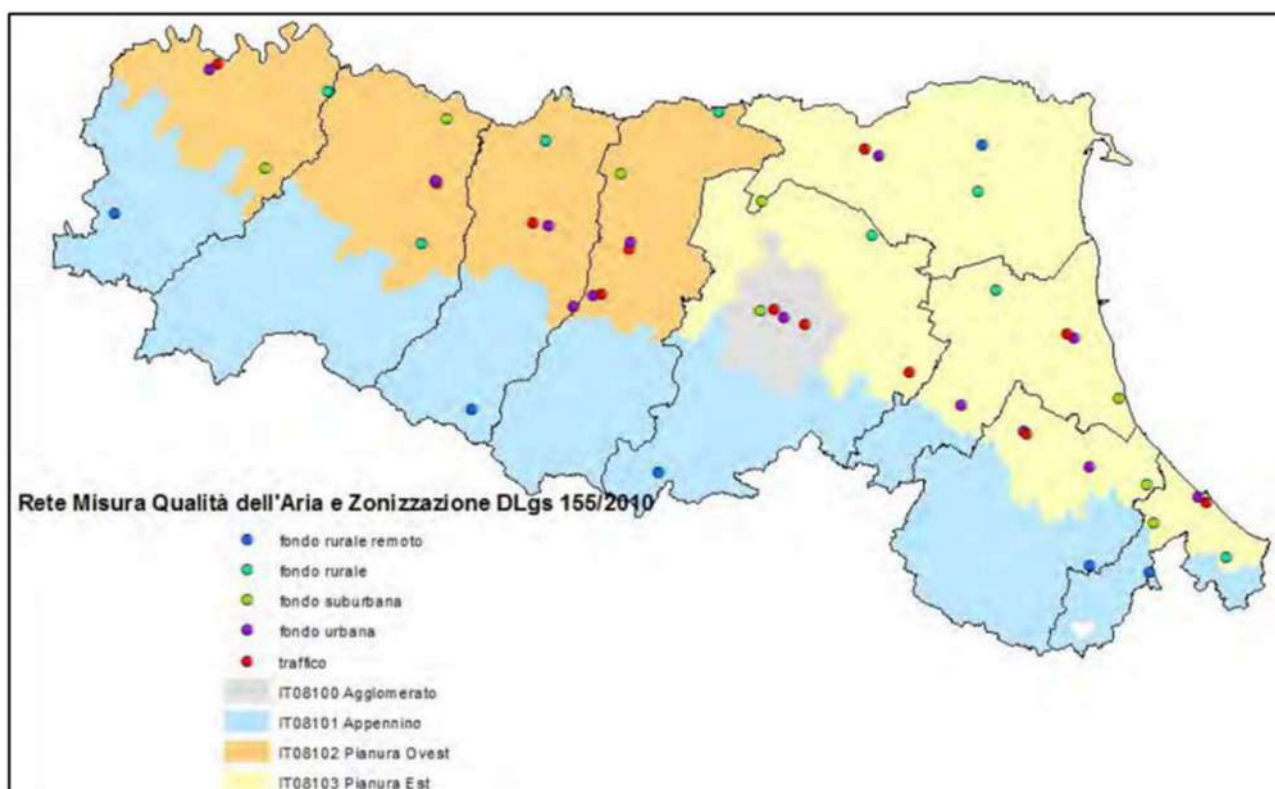 Rete Misura Qualità dell'Aria e Zonizzazione DLgs 155/2010
fondo rurale remoto
fondo rurale
fondo suburbana
fondo urbana
traffico
IT08100 Agglomerato
IT08101 Appennino
IT08102 Pianura Ovest
IT08103 Pianura Est